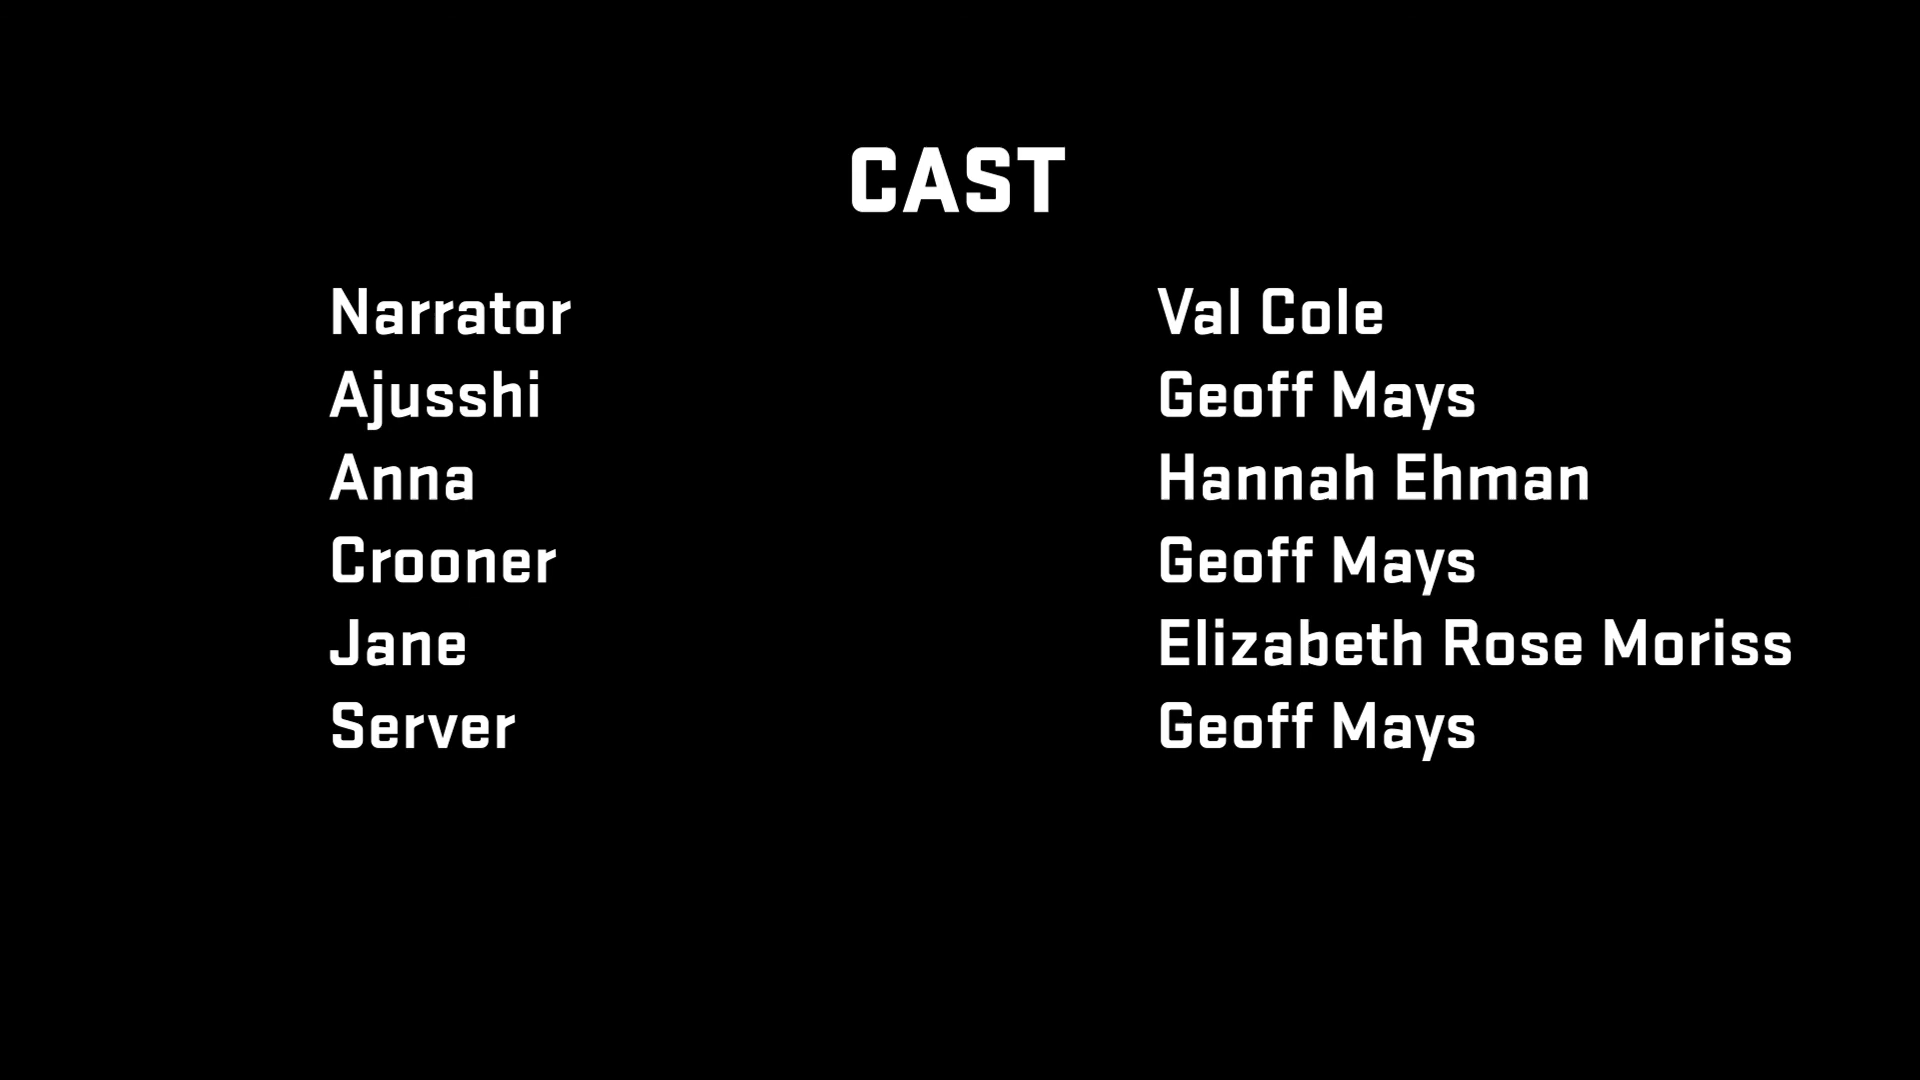 CAST
Narrator Val Cole
Ajusshi Geoff Mays
Anna Hannah Ehman
Crooner Geoff Mays
Jane Elizabeth Rose Moriss
Server Geoff Mays